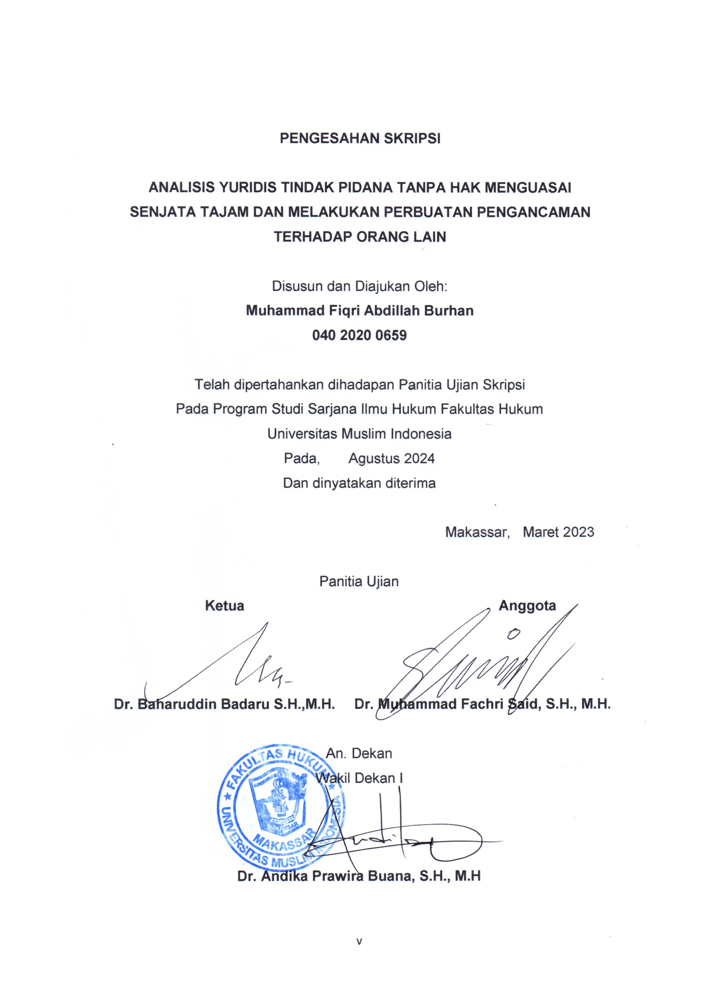 PENGESAHAN SKRIPSI
ANALISIS YURIDIS TINDAK PIDANA TANPA HAK MENGUASAI
SENJATA TAJAM DAN MELAKUKAN PERBUATAN PENGANCAMAN
TERHADAP ORANG LAIN
Disusun dan Diajukan Oleh:
Muhammad Fiqri Abdillah Burhan
040 2020 0659
Telah dipertahankan dihadapan Panitia Ujian Skripsi
Pada Program Studi Sarjana Ilmu Hukum Fakultas Hukum
Universitas Muslim Indonesia
Pada, Agustus 2024
Dan dinyatakan diterima
Makassar, Maret 2023
Panitia Ujian
Ketua Anggota
Dr. Baharuddin Badaru S.H.,M.H. Dr. Muhammad Fachri Said, S.H., M.H.
An. Dekan
Wakil Dekan I
FAKULTAS HUKUM
UNIVERSITAS MUSLIM INDONESIA
MAKASSAR
MAKASSAR
Dr. Andika Prawira Buana, S.H., M.H
v